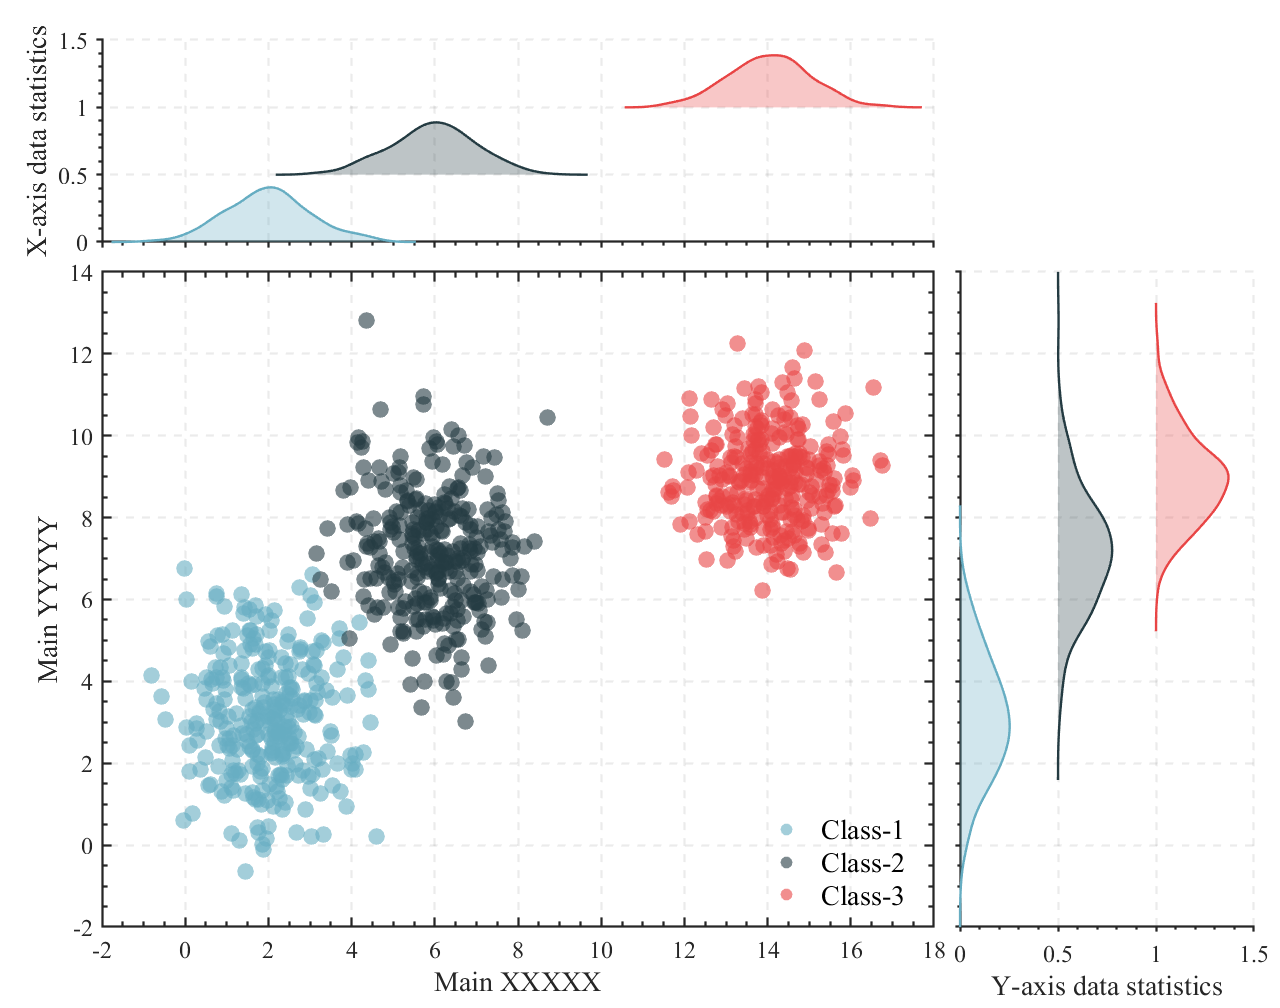 X-axis data statistics
1.5
1
0.5
0
14
12
10
8
6
4
2
0
-2
Main YYYYY
-2 0 2 4 6 8 10 12 14 16 18
Main XXXXX
Class-1
Class-2
Class-3
0 0.5 1 1.5
Y-axis data statistics